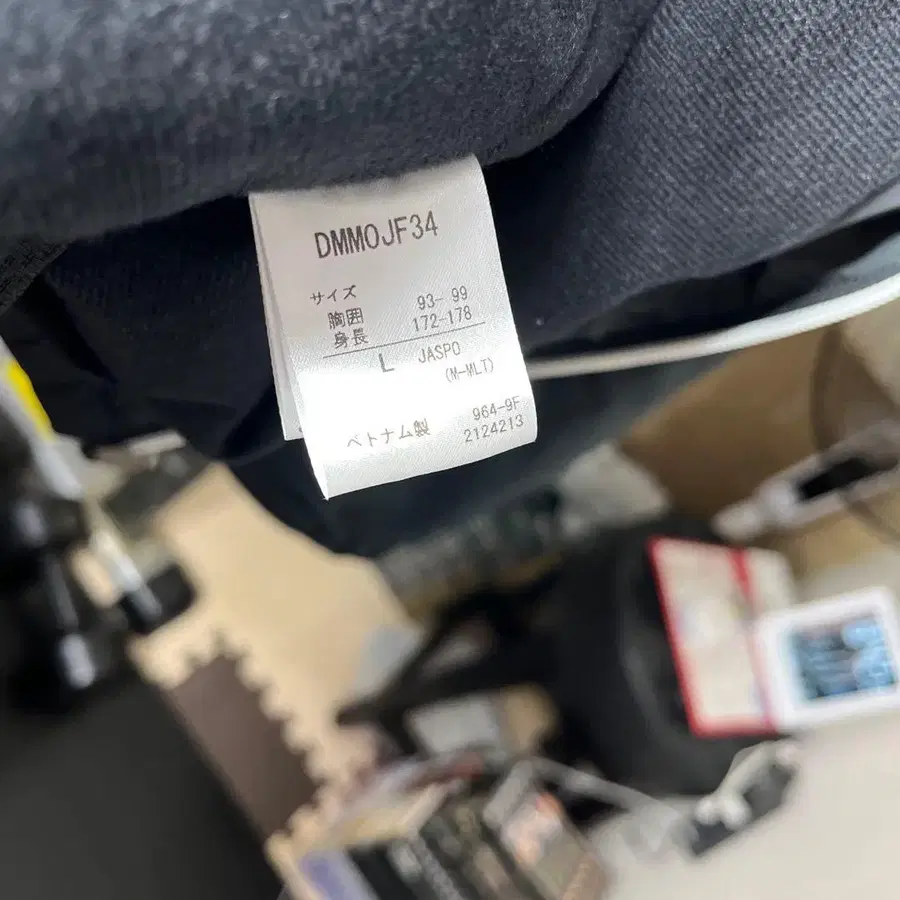 DMMOJF34
サイズ
胸囲 93- 99
身長 172-178
L JASPO
(M-MLT)
964-9F
ベトナム製 2124213